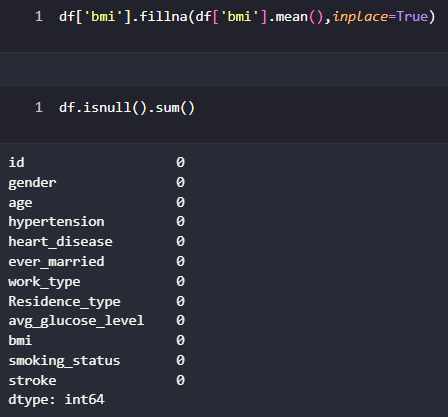 1 df['bmi'].fillna(df['bmi'].mean(),inplace=True)
1 df.isnull().sum()
id 0
gender 0
age 0
hypertension 0
heart_disease 0
ever_married 0
work_type 0
Residence_type 0
avg_glucose_level 0
bmi 0
smoking_status 0
stroke 0
dtype: int64